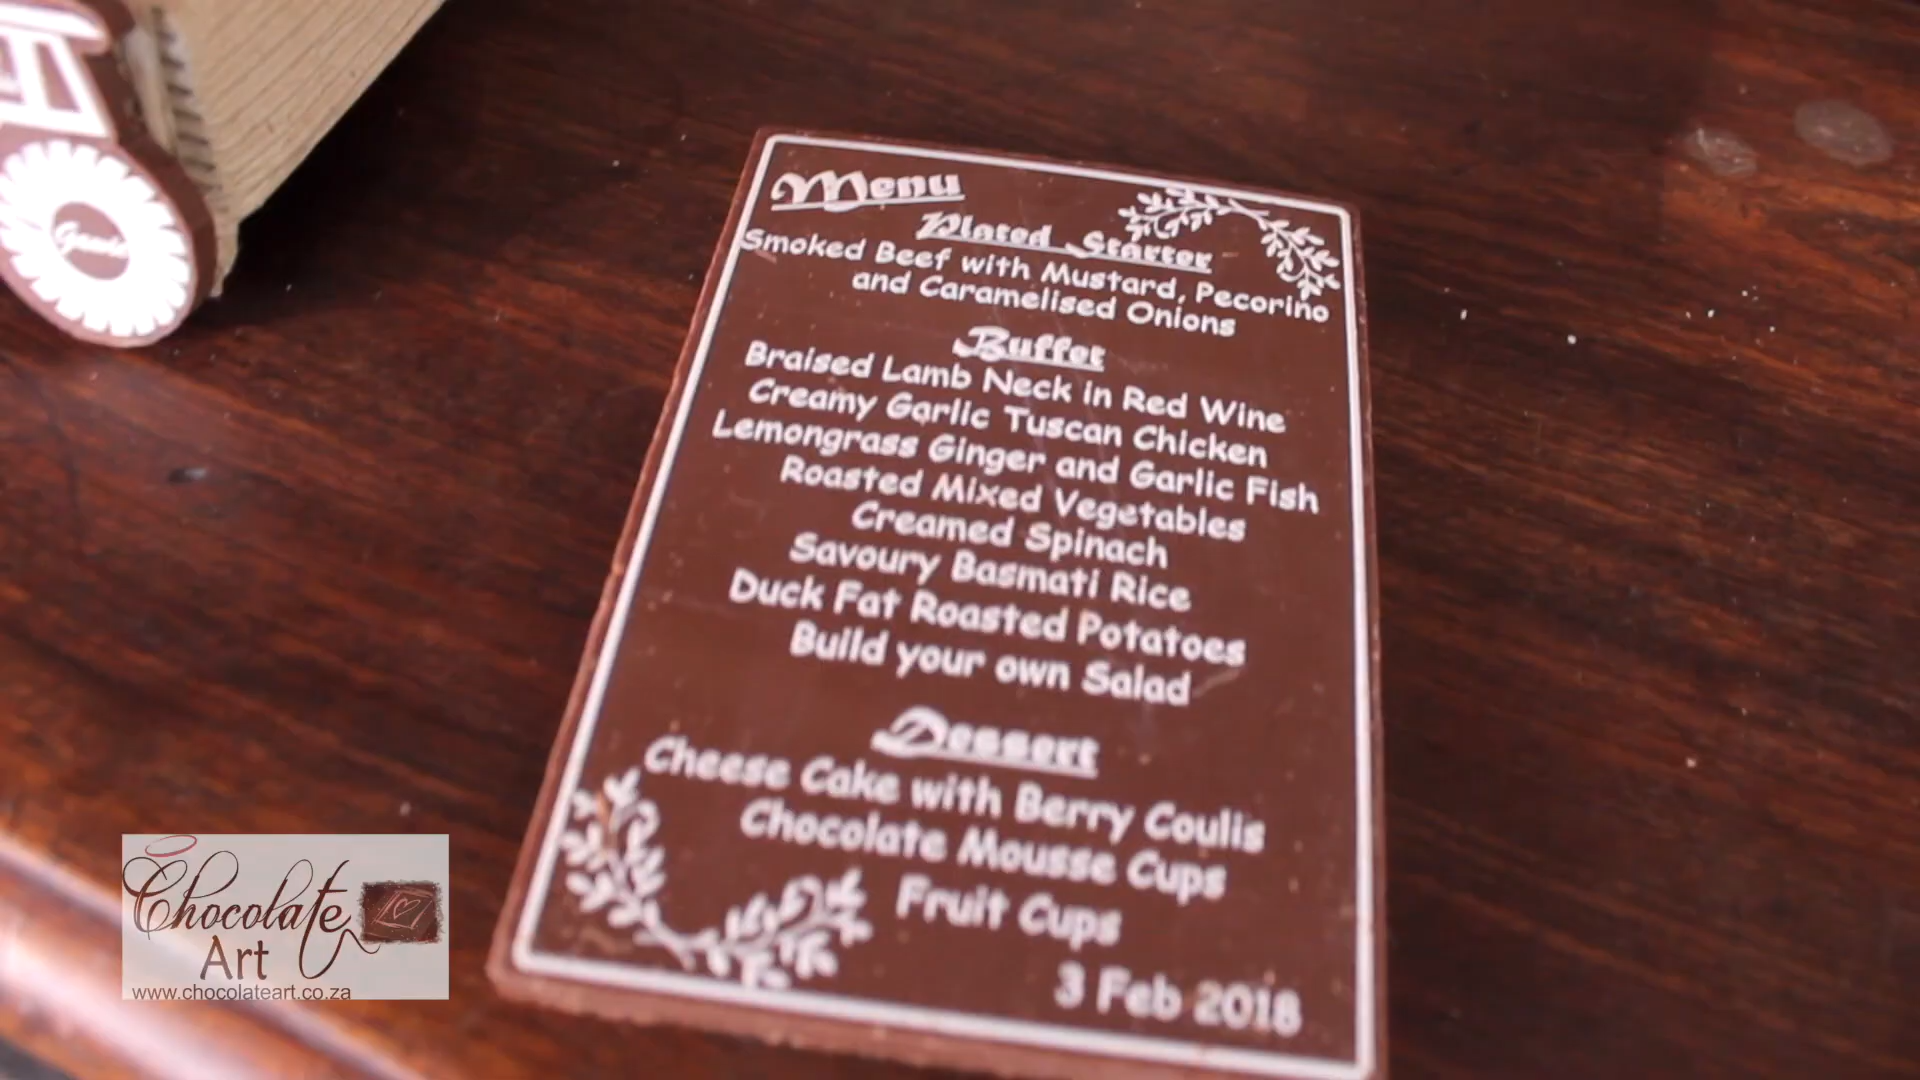 Menu
Plated Starter
Smoked Beef with Mustard, Pecorino
and Caramelised Onions
Buffet
Braised Lamb Neck in Red Wine
Creamy Garlic Tuscan Chicken
Lemongrass Ginger and Garlic Fish
Roasted Mixed Vegetables
Creamed Spinach
Savoury Basmati Rice
Duck Fat Roasted Potatoes
Build your own Salad
Dessert
Cheese Cake with Berry Coulis
Chocolate Mousse Cups
Fruit Cups
3 Feb 2018
Chocolate
Art
www.chocolateart.co.za